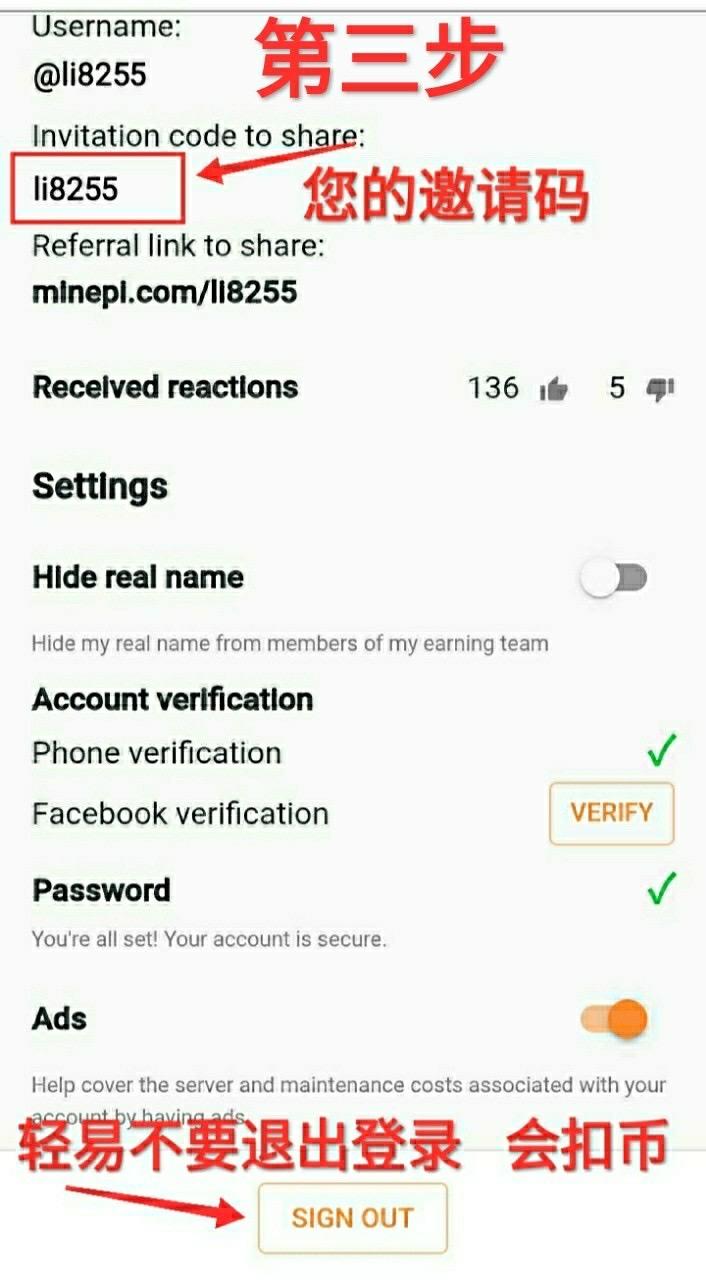 Username:
第三步
@li8255
Invitation code to share:
li8255
您的邀请码
Referral link to share:
minepi.com/li8255
Received reactions 136 5
Settings
Hide real name
Hide my real name from members of my earning team
Account verification
Phone verification
Facebook verification VERIFY
Password
You're all set! Your account is secure.
Ads
Help cover the server and maintenance costs associated with your
account by having ads.
轻易不要退出登录 会扣币
SIGN OUT